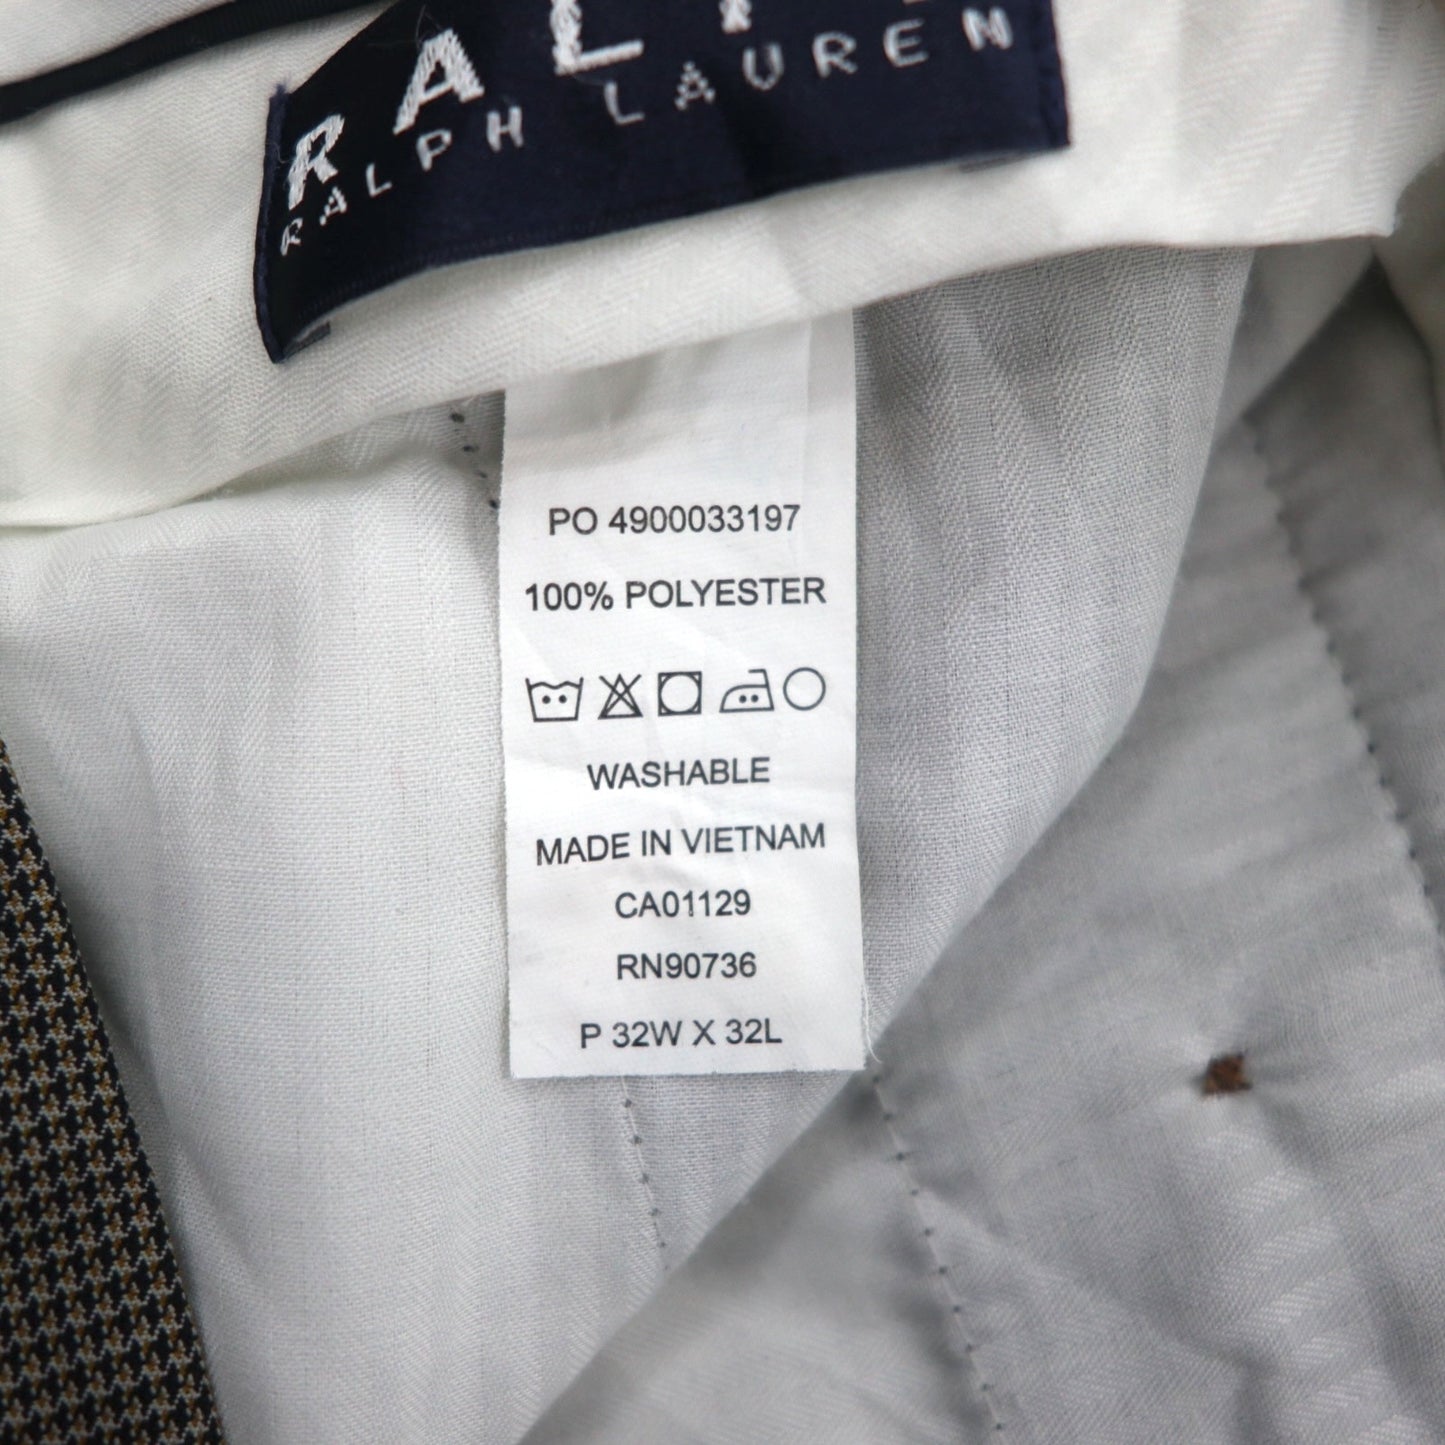 RALPH LAUREN
PO 4900033197
100% POLYESTER
WASHABLE
MADE IN VIETNAM
CA01129
RN90736
P 32W X 32L